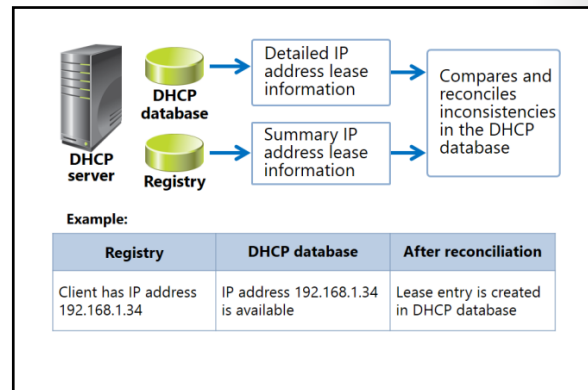 Detailed IP
address lease
information
DHCP
database
Compares and
reconciles
inconsistencies
in the DHCP
database
DHCP
server
Summary IP
address lease
information
Registry
Example:
Registry
DHCP database
After reconciliation
Client has IP address
192.168.1.34
IP address 192.168.1.34
is available
Lease entry is created
in DHCP database